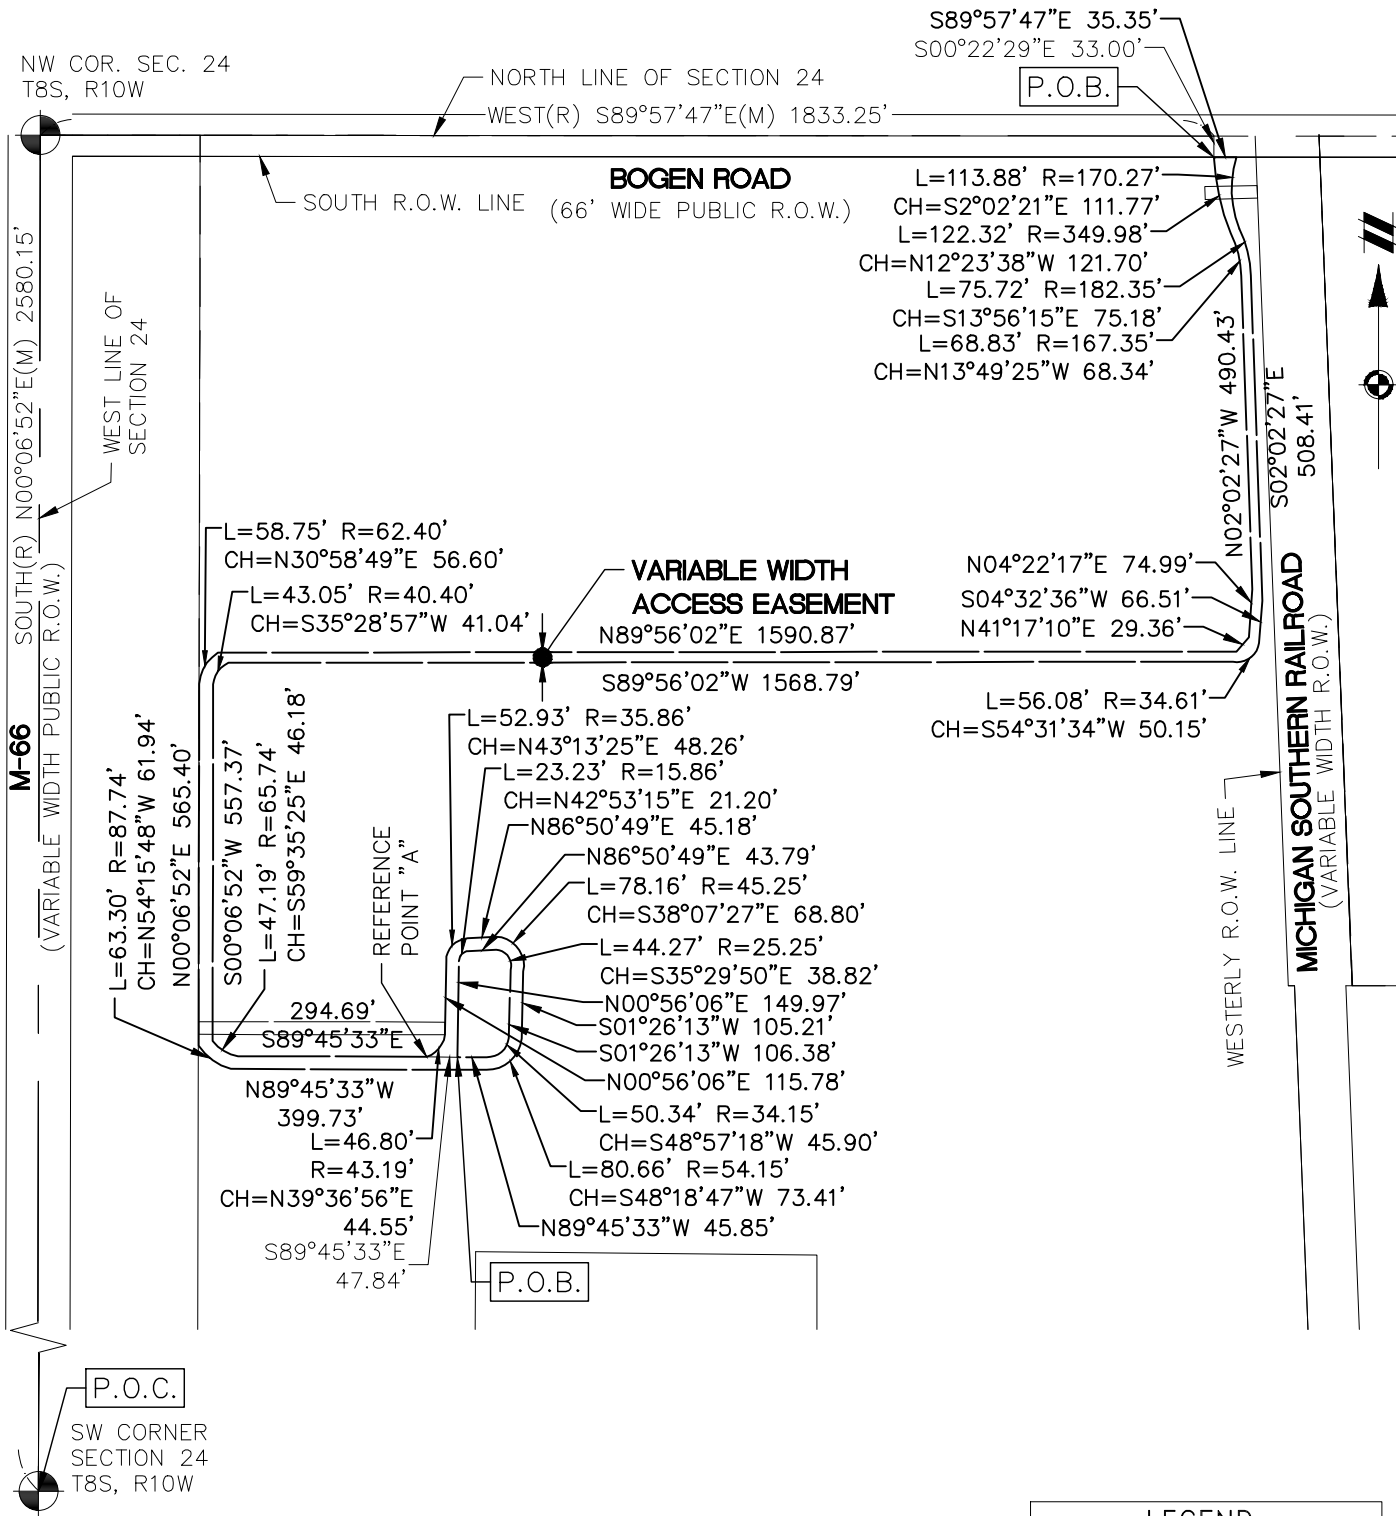 S89°57'47"E 35.35'
S00°22'29"E 33.00'
P.O.B.
NW COR. SEC. 24
T8S, R10W
NORTH LINE OF SECTION 24
WEST(R) S89°57'47"E(M) 1833.25'
SOUTH R.O.W. LINE
BOGEN ROAD
(66' WIDE PUBLIC R.O.W.)
L=113.88' R=170.27'
CH=S2°02'21"E 111.77'
L=122.32' R=349.98'
CH=N12°23'38"W 121.70'
L=75.72' R=182.35'
CH=S13°56'15"E 75.18'
L=68.83' R=167.35'
CH=N13°49'25"W 68.34'
SOUTH(R) N00°06'52"E(M) 2580.15'
WEST LINE OF
SECTION 24
M-66
(VARIABLE WIDTH PUBLIC R.O.W.)
N02°02'27"W 490.43'
S02°02'27"E
508.41'
L=58.75' R=62.40'
CH=N30°58'49"E 56.60'
L=43.05' R=40.40'
CH=S35°28'57"W 41.04'
VARIABLE WIDTH
ACCESS EASEMENT
N89°56'02"E 1590.87'
S89°56'02"W 1568.79'
N04°22'17"E 74.99'
S04°32'36"W 66.51'
N41°17'10"E 29.36'
L=56.08' R=34.61'
CH=S54°31'34"W 50.15'
MICHIGAN SOUTHERN RAILROAD
(VARIABLE WIDTH R.O.W.)
WESTERLY R.O.W. LINE
L=63.30' R=87.74'
CH=N54°15'48"W 61.94'
N00°06'52"E 565.40'
S00°06'52"W 557.37'
L=47.19' R=65.74'
CH=S59°35'25"E 46.18'
REFERENCE
POINT "A"
L=52.93' R=35.86'
CH=N43°13'25"E 48.26'
L=23.23' R=15.86'
CH=N42°53'15"E 21.20'
N86°50'49"E 45.18'
N86°50'49"E 43.79'
L=78.16' R=45.25'
CH=S38°07'27"E 68.80'
L=44.27' R=25.25'
CH=S35°29'50"E 38.82'
N00°56'06"E 149.97'
S01°26'13"W 105.21'
S01°26'13"W 106.38'
N00°56'06"E 115.78'
L=50.34' R=34.15'
CH=S48°57'18"W 45.90'
L=80.66' R=54.15'
CH=S48°18'47"W 73.41'
N89°45'33"W 45.85'
294.69'
S89°45'33"E
N89°45'33"W
399.73'
L=46.80'
R=43.19'
CH=N39°36'56"E
44.55'
S89°45'33"E
47.84'
P.O.B.
P.O.C.
SW CORNER
SECTION 24
T8S, R10W
LEGEND